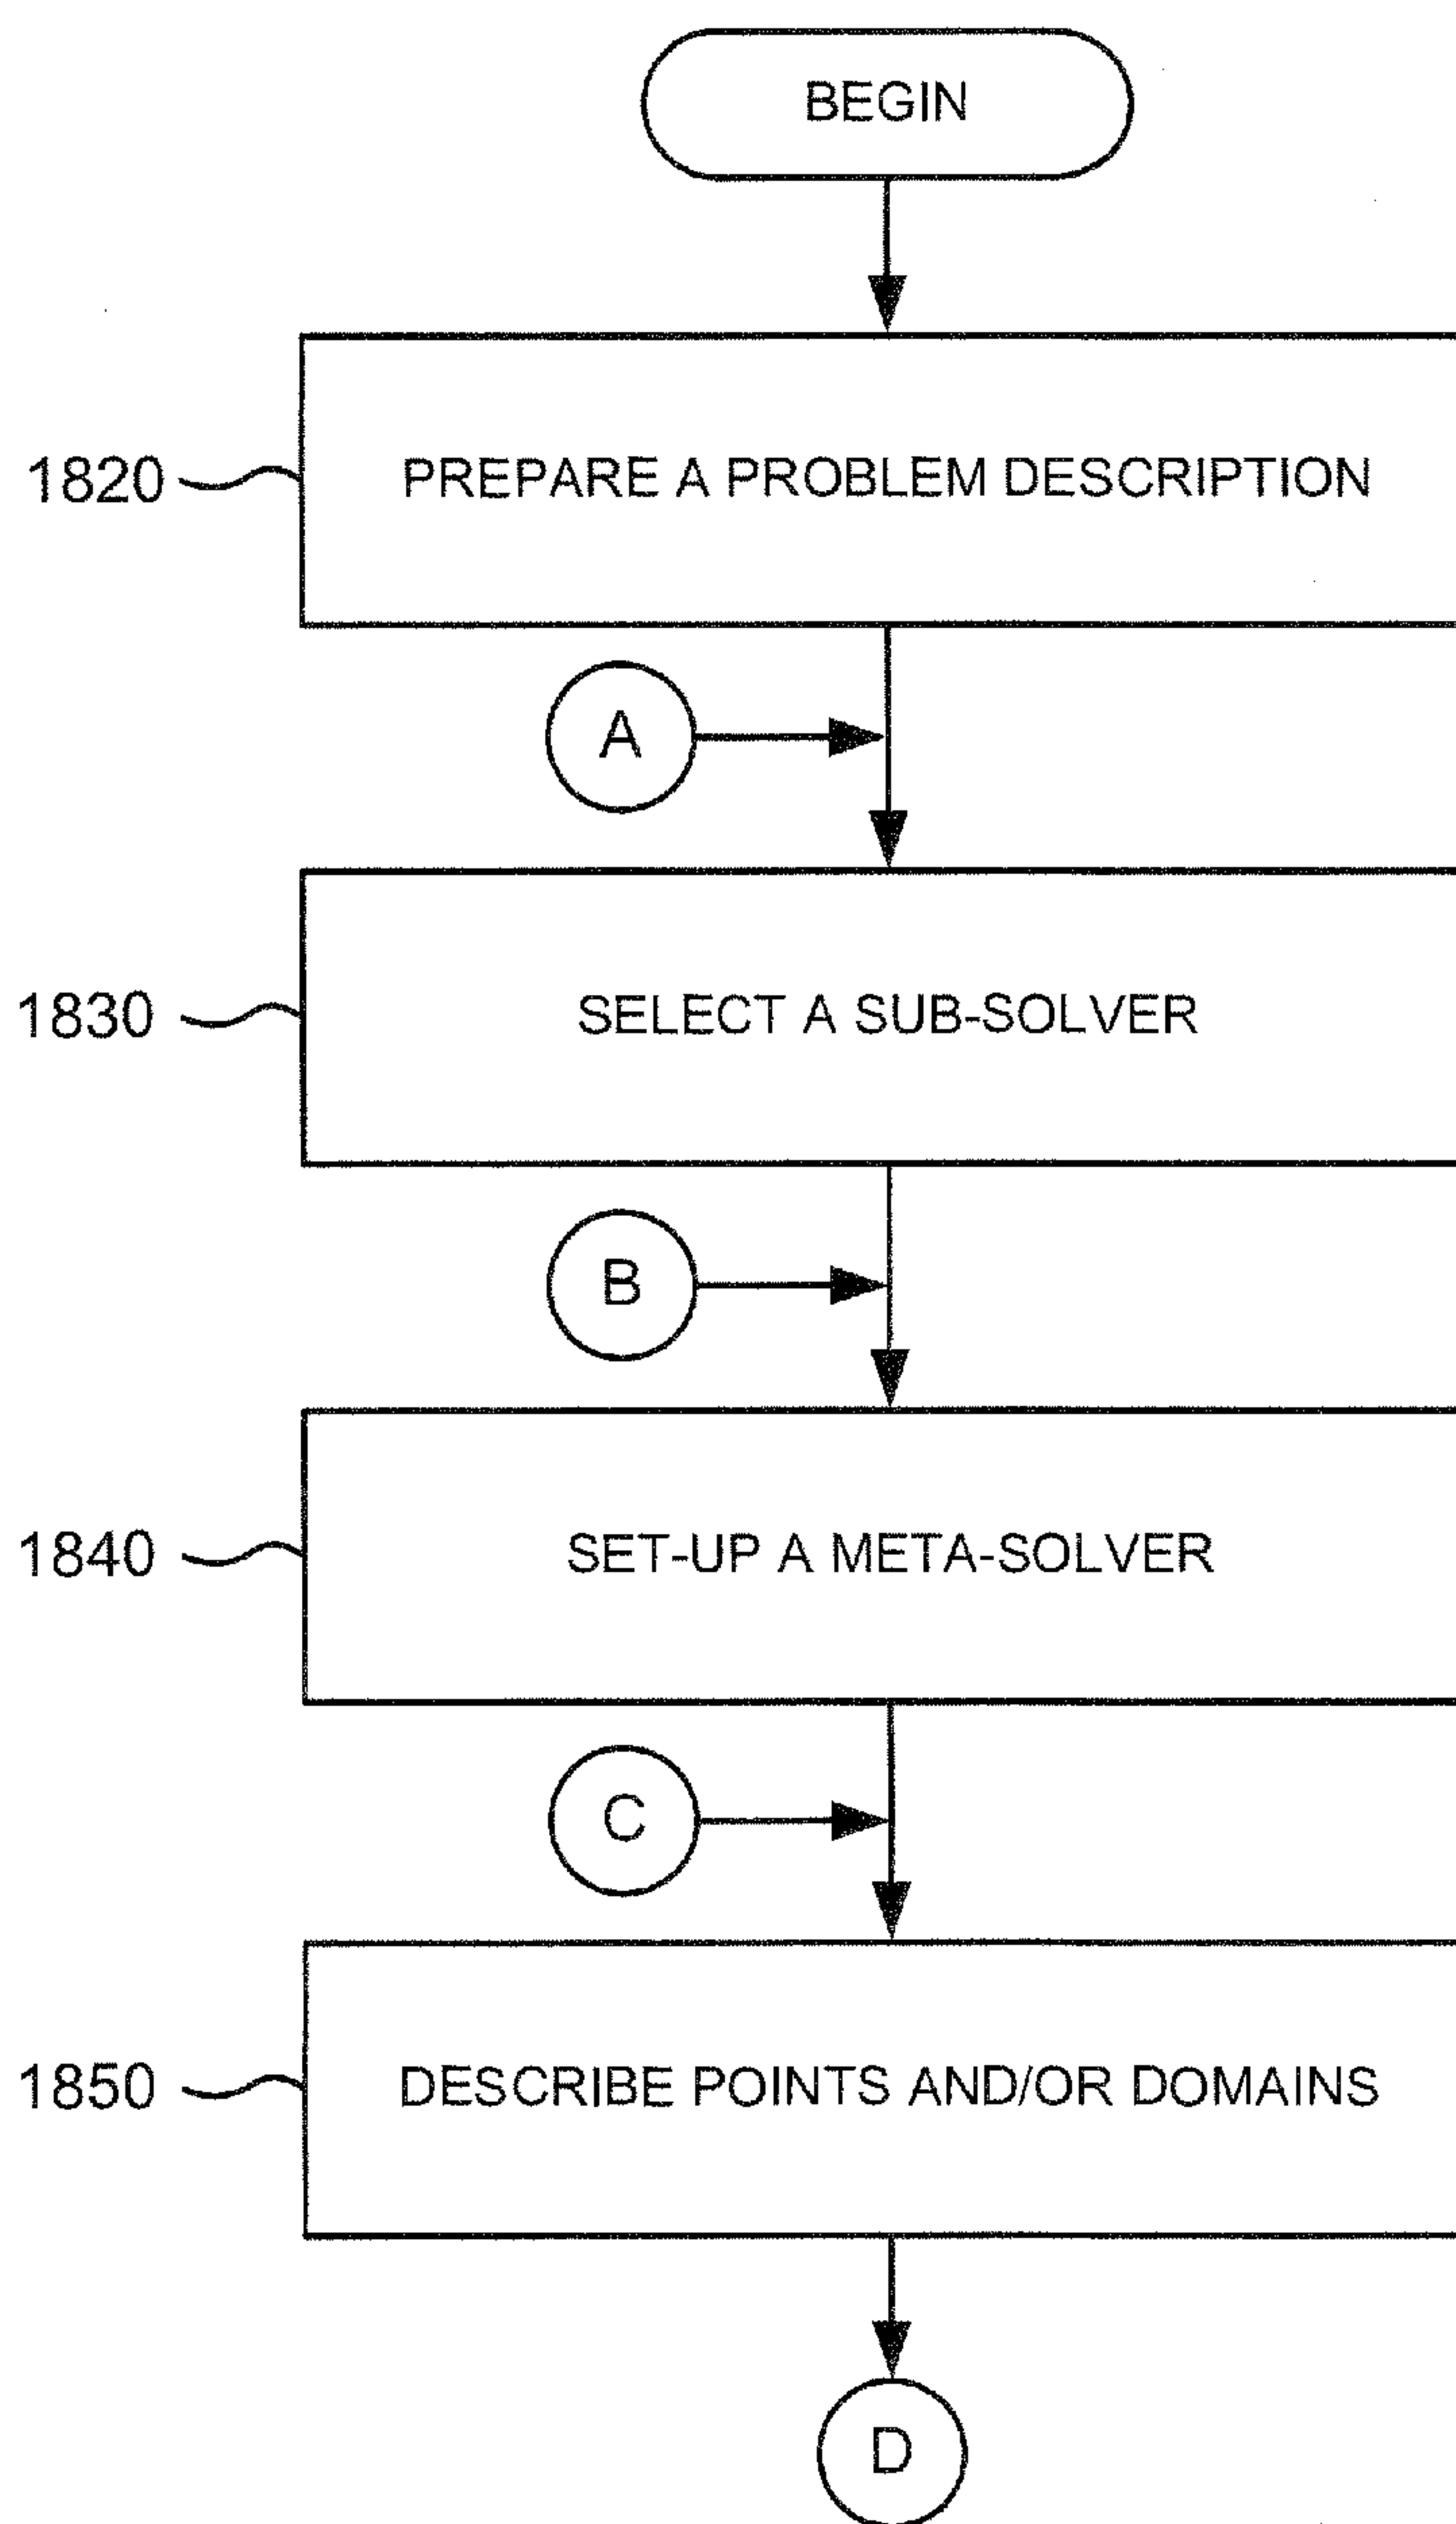 BEGIN
1820 PREPARE A PROBLEM DESCRIPTION
A
1830 SELECT A SUB-SOLVER
B
1840 SET-UP A META-SOLVER
C
1850 DESCRIBE POINTS AND/OR DOMAINS
D